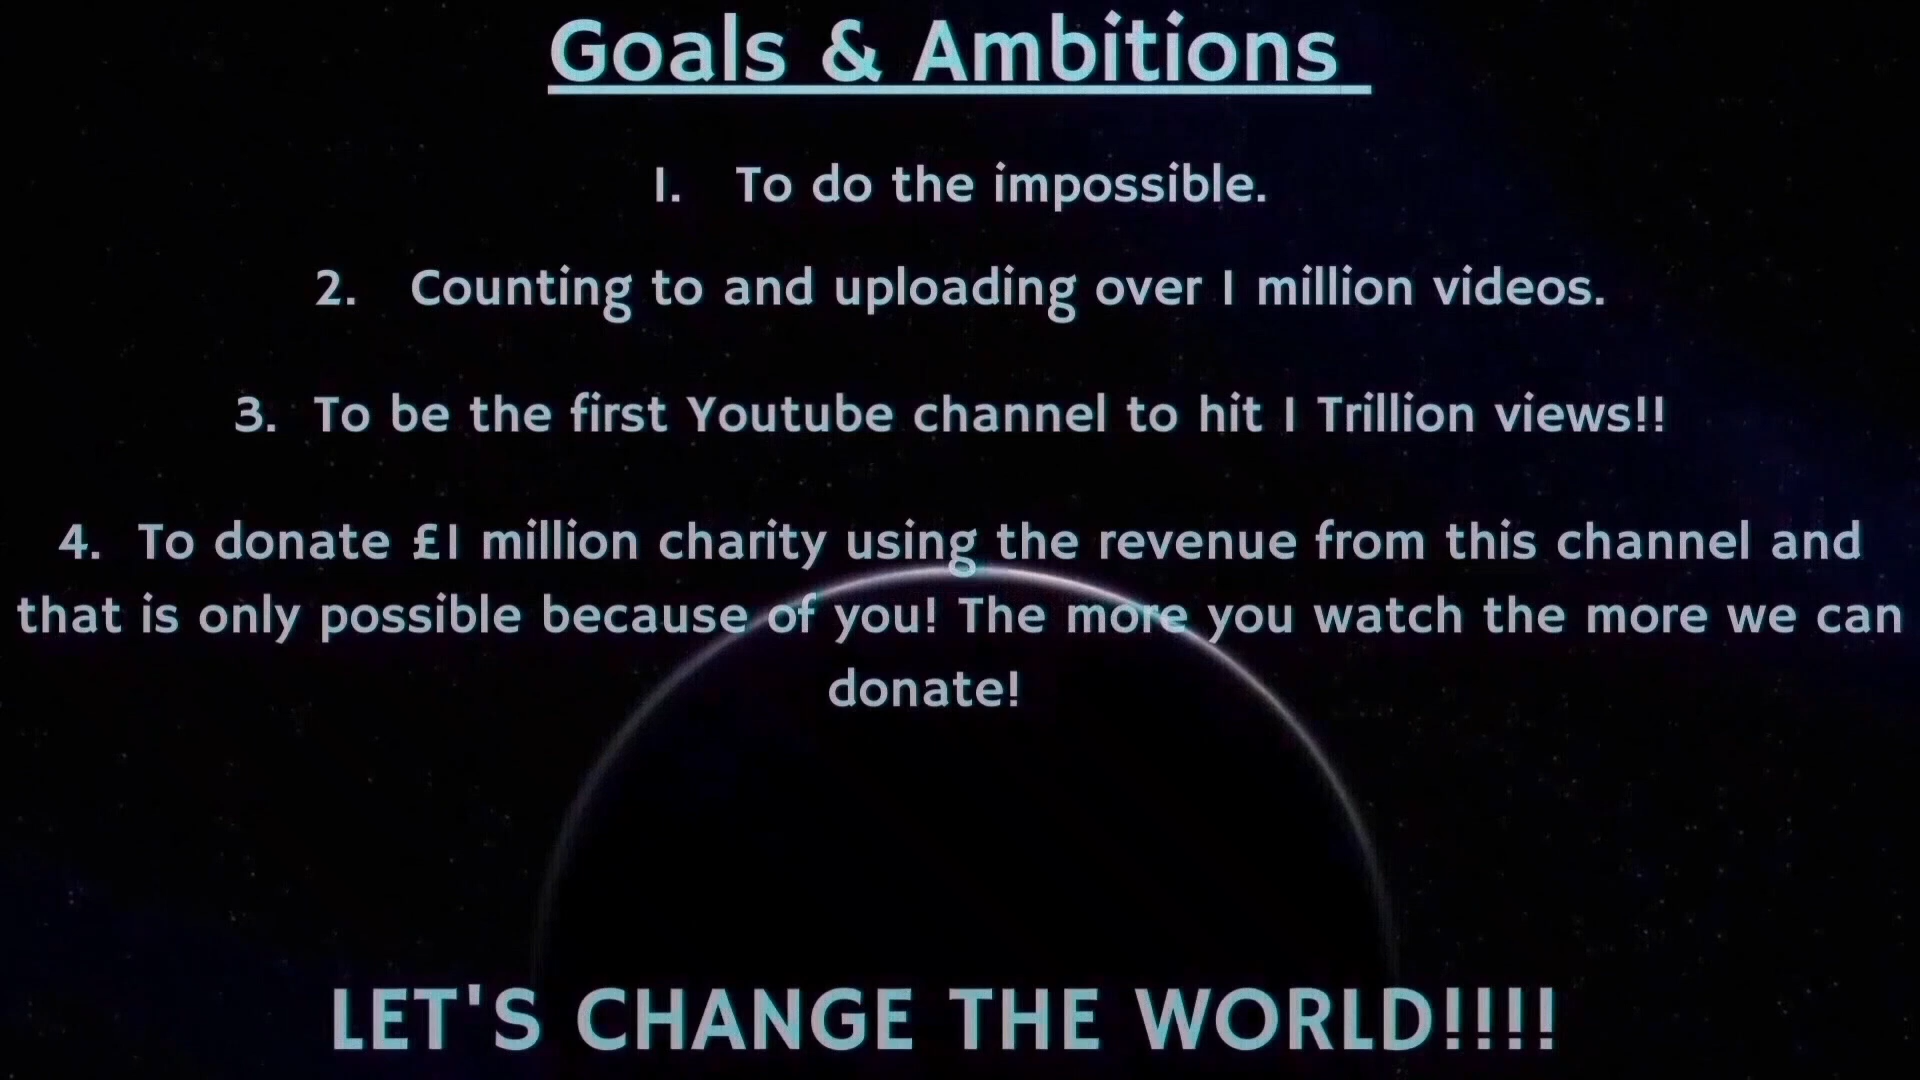 Goals & Ambitions
1. To do the impossible.
2. Counting to and uploading over 1 million videos.
3. To be the first Youtube channel to hit 1 Trillion views!!
4. To donate £1 million charity using the revenue from this channel and
that is only possible because of you! The more you watch the more we can
donate!
LET'S CHANGE THE WORLD!!!!